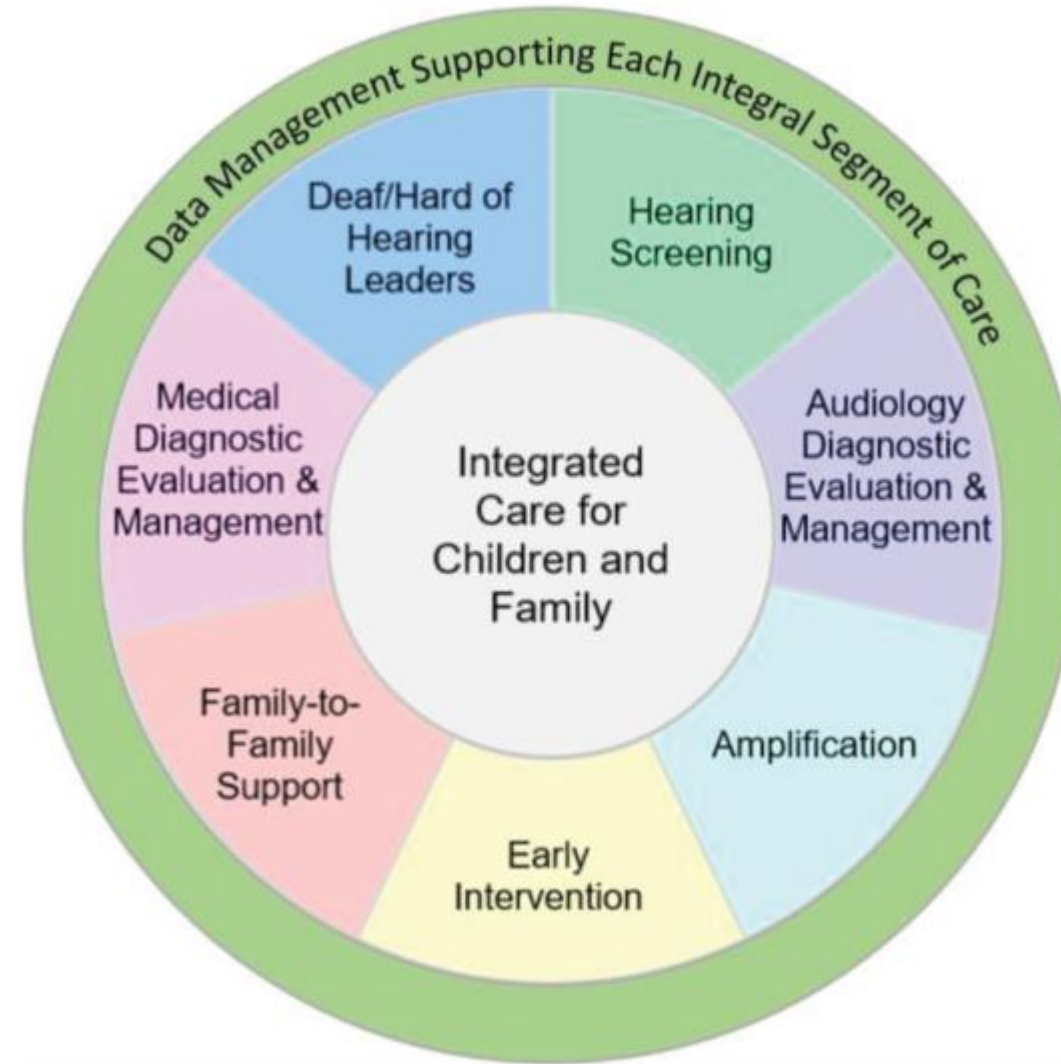 Data Management Supporting Each Integral Segment of Care
Deaf/Hard of
Hearing
Leaders
Hearing
Screening
Medical
Diagnostic
Evaluation &
Management
Audiology
Diagnostic
Evaluation &
Management
Integrated
Care for
Children and
Family
Family-to-
Family
Support
Amplification
Early
Intervention